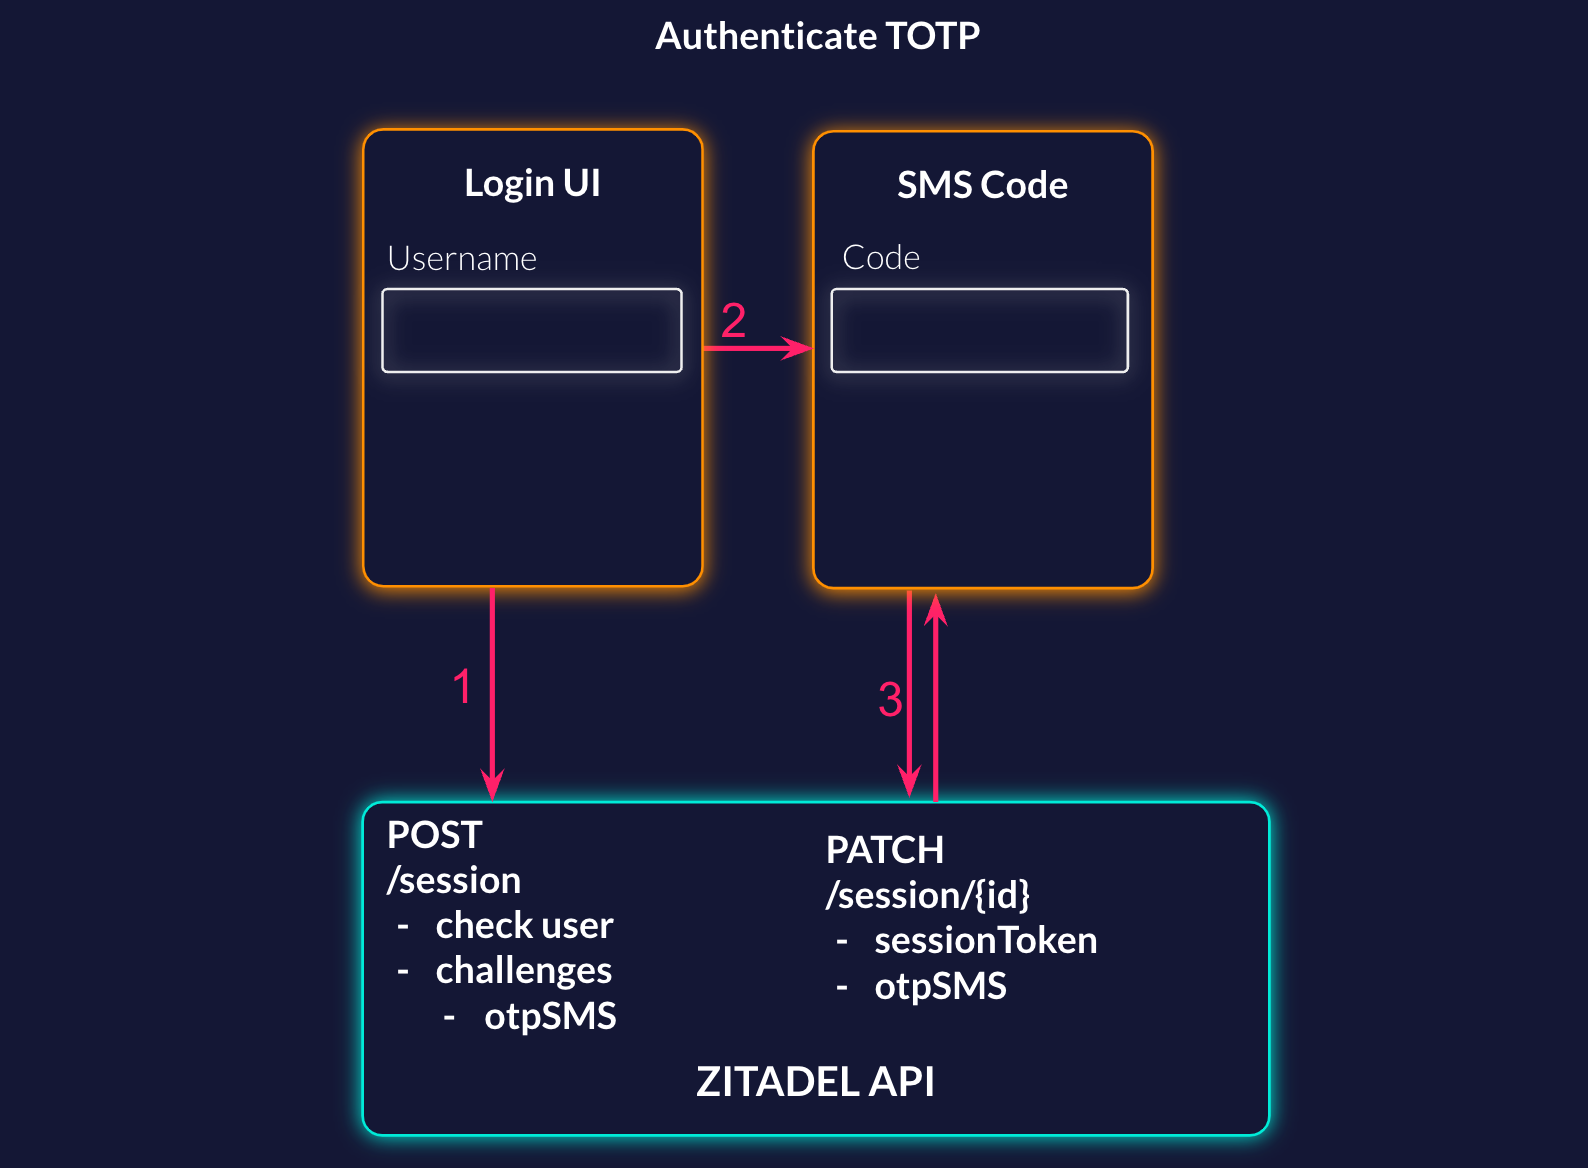 Authenticate TOTP
Login UI
Username
SMS Code
Code
2
1
3
POST
/session
- check user
- challenges
- otpSMS
PATCH
/session/{id}
- sessionToken
- otpSMS
ZITADEL API